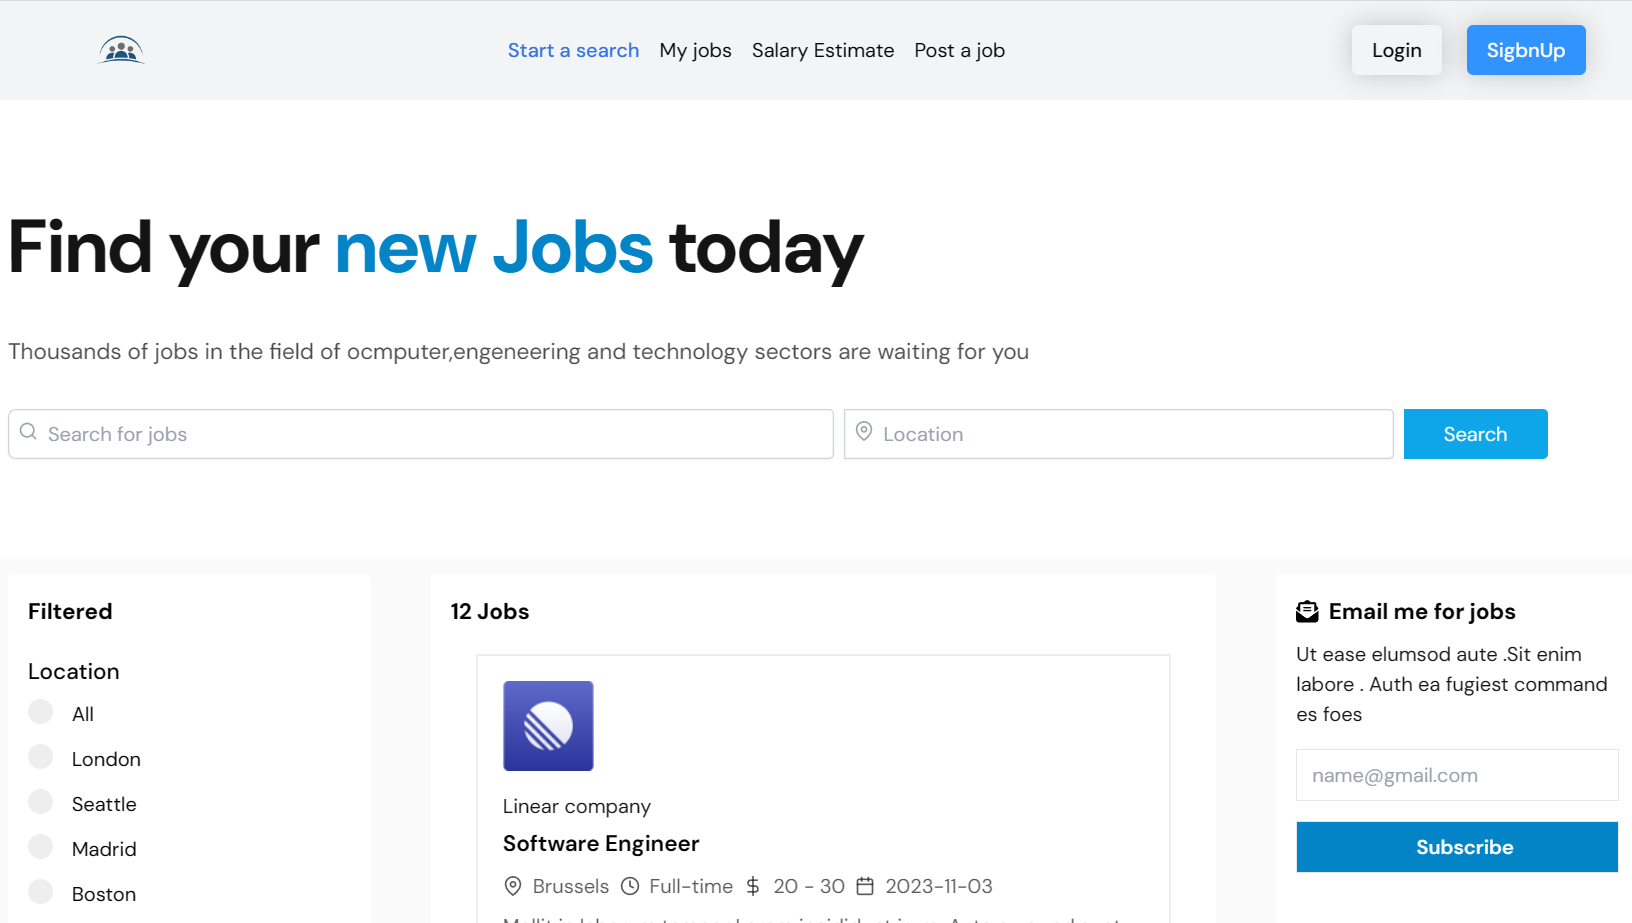 Start a search My jobs Salary Estimate Post a job Login SigbnUp
Find your new Jobs today
Thousands of jobs in the field of ocmputer,engeneering and technology sectors are waiting for you
Search for jobs Location Search
Filtered
Location
All
London
Seattle
Madrid
Boston
12 Jobs
Linear company
Software Engineer
Brussels Full-time $ 20 - 30 2023-11-03
Email me for jobs
Ut ease elumsod aute .Sit enim
labore . Auth ea fugiest command
es foes
name@gmail.com
Subscribe